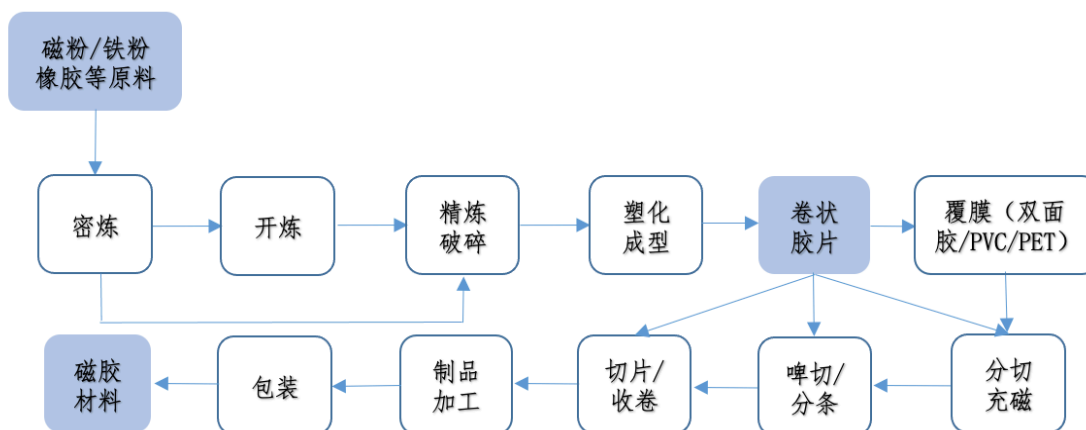 磁粉/铁粉
橡胶等原料
密炼
开炼
精炼
破碎
塑化
成型
卷状
胶片
覆膜（双面
胶/PVC/PET）
磁胶
材料
包装
制品
加工
切片/
收卷
啤切/
分条
分切
充磁